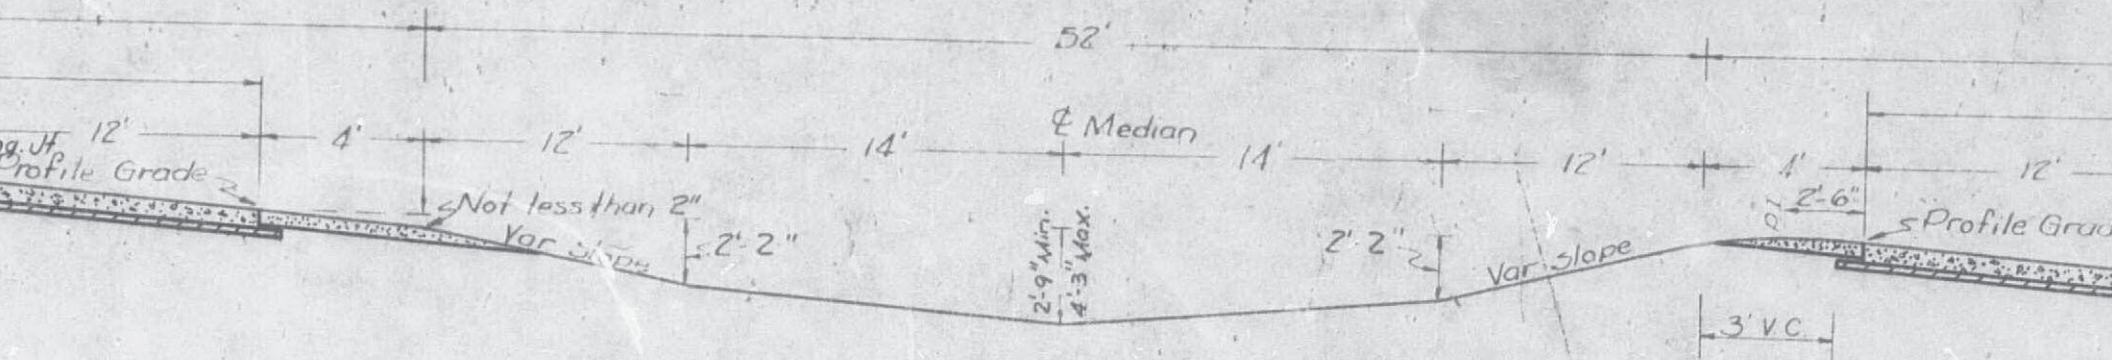 52'
12' 4' 12' 14' ℄ Median 14' 12' 4' 12'
Profile Grade
Not less than 2"
Var slope
2'-2"
2'-9" Min.
4'-3" Max.
2'-2"
Var slope
2'-6"
Profile Grad
3' V.C.